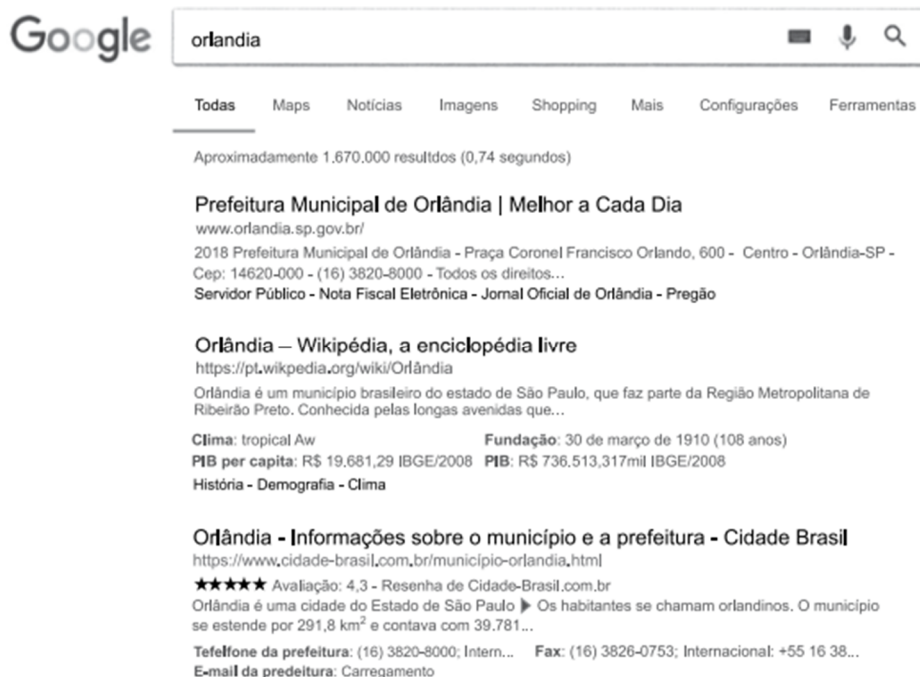 Google
orlandia
Todas Maps Notícias Imagens Shopping Mais Configurações Ferramentas
Aproximadamente 1.670.000 resultdos (0,74 segundos)
Prefeitura Municipal de Orlândia | Melhor a Cada Dia
www.orlandia.sp.gov.br/
2018 Prefeitura Municipal de Orlândia - Praça Coronel Francisco Orlando, 600 - Centro - Orlândia-SP -
Cep: 14620-000 - (16) 3820-8000 - Todos os direitos...
Servidor Público - Nota Fiscal Eletrônica - Jornal Oficial de Orlândia - Pregão
Orlândia – Wikipédia, a enciclopédia livre
https://pt.wikpedia.org/wiki/Orlândia
Orlândia é um município brasileiro do estado de São Paulo, que faz parte da Região Metropolitana de
Ribeirão Preto. Conhecida pelas longas avenidas que...
Clima: tropical Aw Fundação: 30 de março de 1910 (108 anos)
PIB per capita: R$ 19.681,29 IBGE/2008 PIB: R$ 736.513,317mil IBGE/2008
História - Demografia - Clima
Orlândia - Informações sobre o município e a prefeitura - Cidade Brasil
https://www.cidade-brasil.com.br/município-orlandia.html
★★★★★ Avaliação: 4,3 - Resenha de Cidade-Brasil.com.br
Orlândia é uma cidade do Estado de São Paulo ▶ Os habitantes se chamam orlandinos. O município
se estende por 291,8 km² e contava com 39.781...
Tefelfone da prefeitura: (16) 3820-8000; Intern... Fax: (16) 3826-0753; Internacional: +55 16 38...
E-mail da predeitura: Carregamento